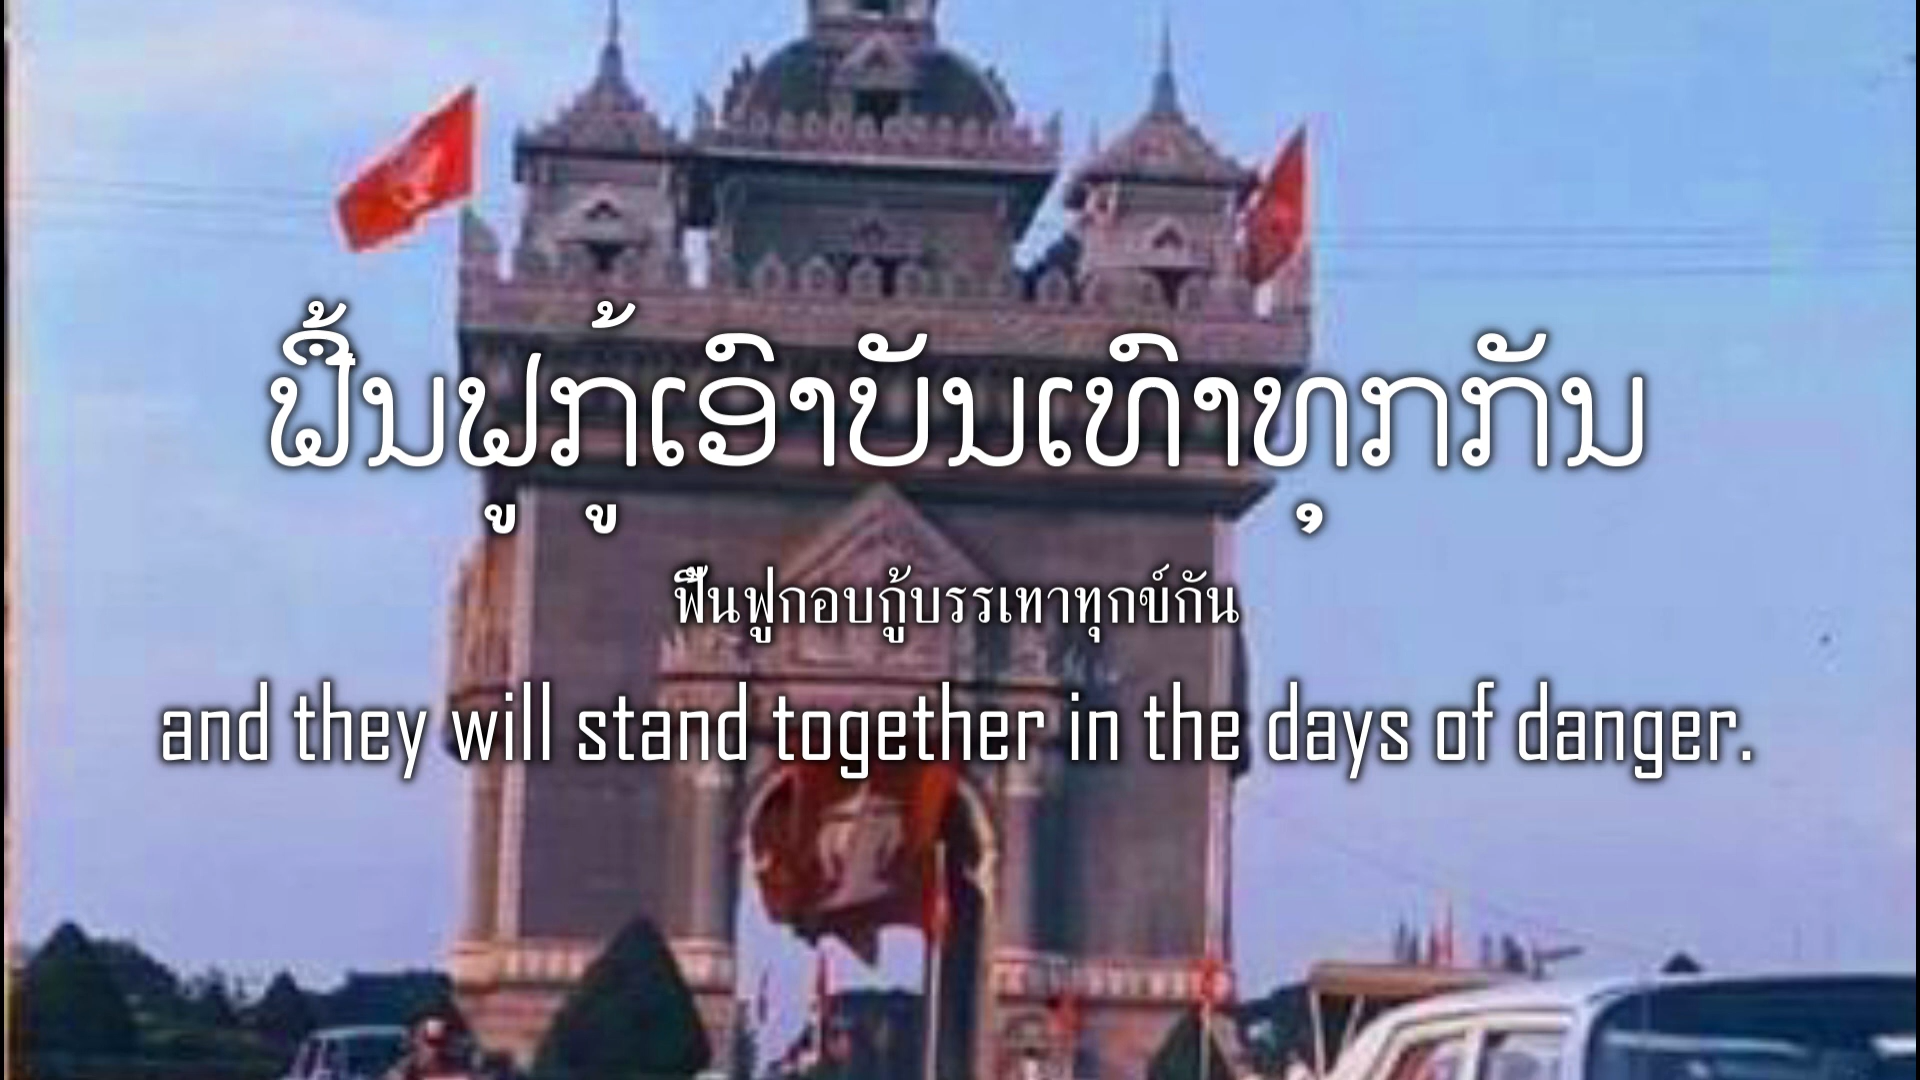 ຟື້ນຟູກູ້ເອົາບັນເທົາທຸກກັນ
ฟื้นฟูกอบกู้บรรเทาทุกข์กัน
and they will stand together in the days of danger.